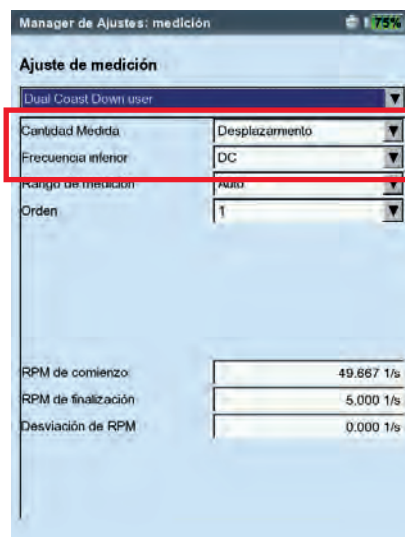 Manager de Ajustes: medición 75%
Ajuste de medición
Dual Coast Down user
Cantidad Medida Desplazamiento
Frecuencia inferior DC
Rango de medición Auto
Orden 1
RPM de comienzo 49.667 1/s
RPM de finalización 5.000 1/s
Desviación de RPM 0.000 1/s